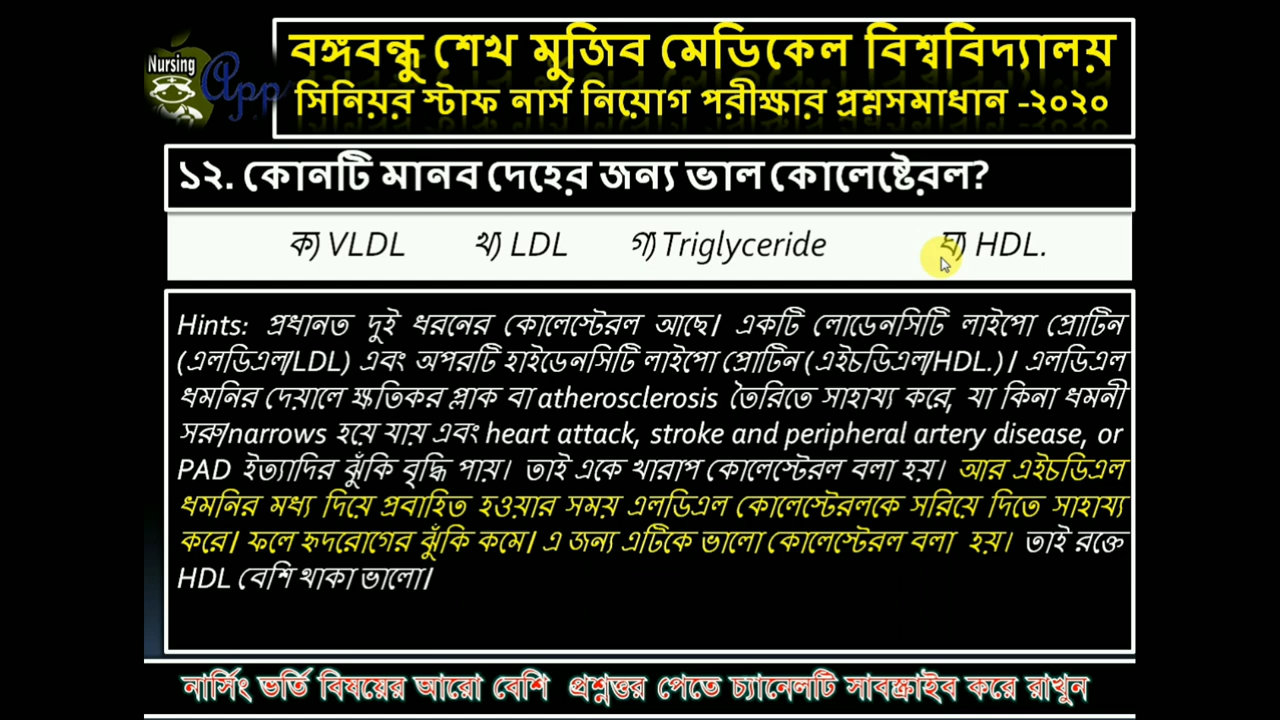 Nursing
App
বঙ্গবন্ধু শেখ মুজিব মেডিকেল বিশ্ববিদ্যালয়
সিনিয়র স্টাফ নার্স নিয়োগ পরীক্ষার প্রশ্নসমাধান -২০২০
১২. কোনটি মানব দেহের জন্য ভাল কোলেষ্টেরল?
ক) VLDL খ) LDL গ) Triglyceride ঘ) HDL.
Hints: প্রধানত দুই ধরনের কোলেস্টেরল আছে। একটি লোডেনসিটি লাইপো প্রোটিন
(এলডিএল/LDL) এবং অপরটি হাইডেনসিটি লাইপো প্রোটিন (এইচডিএল/HDL.)। এলডিএল
ধমনির দেয়ালে ক্ষতিকর প্লাক বা atherosclerosis তৈরিতে সাহায্য করে, যা কিনা ধমনী
সরু/narrows হয়ে যায় এবং heart attack, stroke and peripheral artery disease, or
PAD ইত্যাদির ঝুঁকি বৃদ্ধি পায়। তাই একে খারাপ কোলেস্টেরল বলা হয়। আর এইচডিএল
ধমনির মধ্য দিয়ে প্রবাহিত হওয়ার সময় এলডিএল কোলেস্টেরলকে সরিয়ে দিতে সাহায্য
করে। ফলে হৃদরোগের ঝুঁকি কমে। এ জন্য এটিকে ভালো কোলেস্টেরল বলা হয়। তাই রক্তে
HDL বেশি থাকা ভালো।
নার্সিং ভর্তি বিষয়ের আরো বেশি প্রশ্নত্তর পেতে চ্যানেলটি সাবস্ক্রাইব করে রাখুন